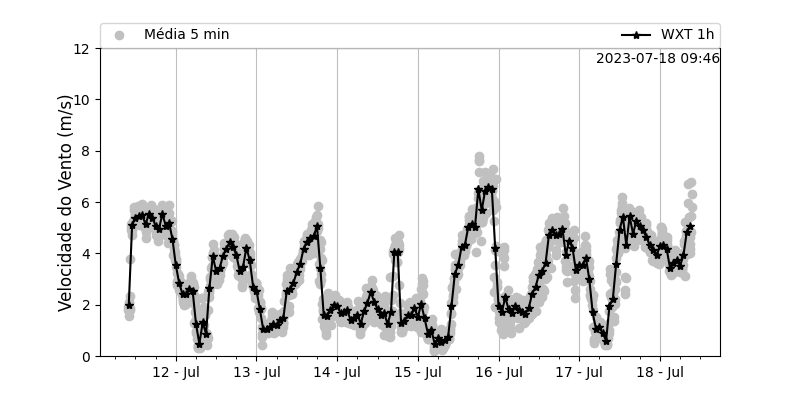 Média 5 min
WXT 1h
2023-07-18 09:46
Velocidade do Vento (m/s)
12
10
8
6
4
2
0
12 - Jul
13 - Jul
14 - Jul
15 - Jul
16 - Jul
17 - Jul
18 - Jul